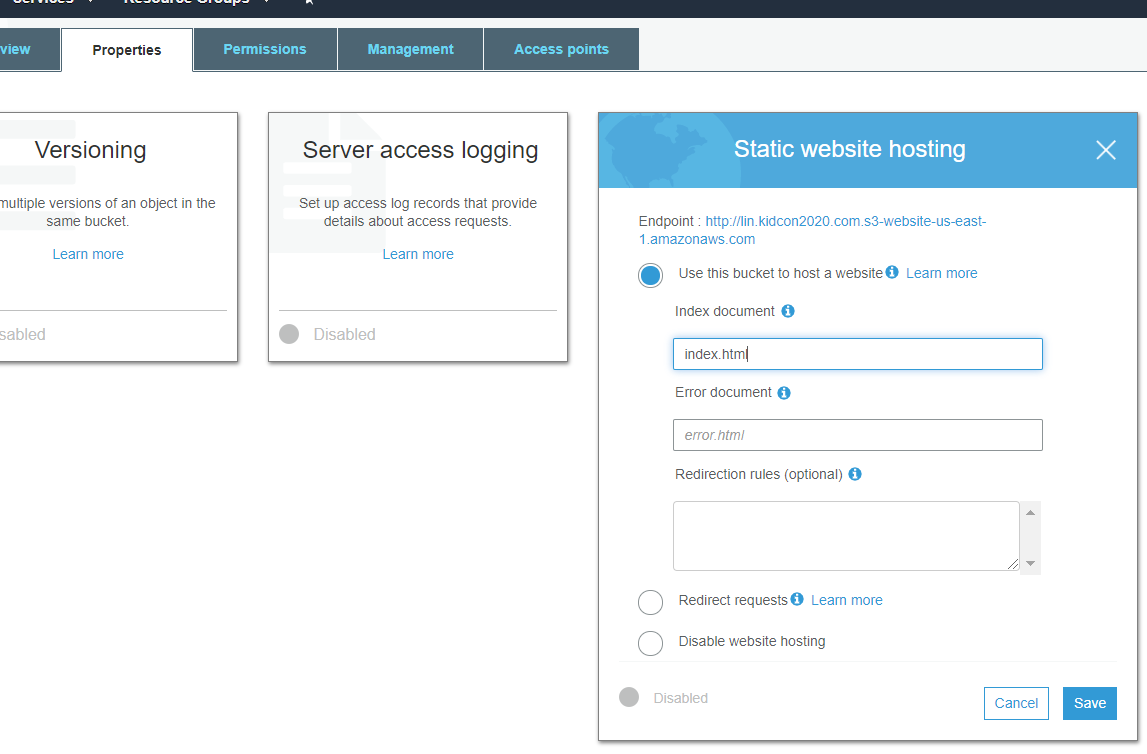 Services
Resource Groups
view
Properties
Permissions
Management
Access points
Versioning
multiple versions of an object in the
same bucket.
Learn more
sabled
Server access logging
Set up access log records that provide
details about access requests.
Learn more
Disabled
Static website hosting
Endpoint : http://lin.kidcon2020.com.s3-website-us-east-
1.amazonaws.com
Use this bucket to host a website Learn more
Index document
index.html
Error document
error.html
Redirection rules (optional)
Redirect requests Learn more
Disable website hosting
Disabled
Cancel
Save